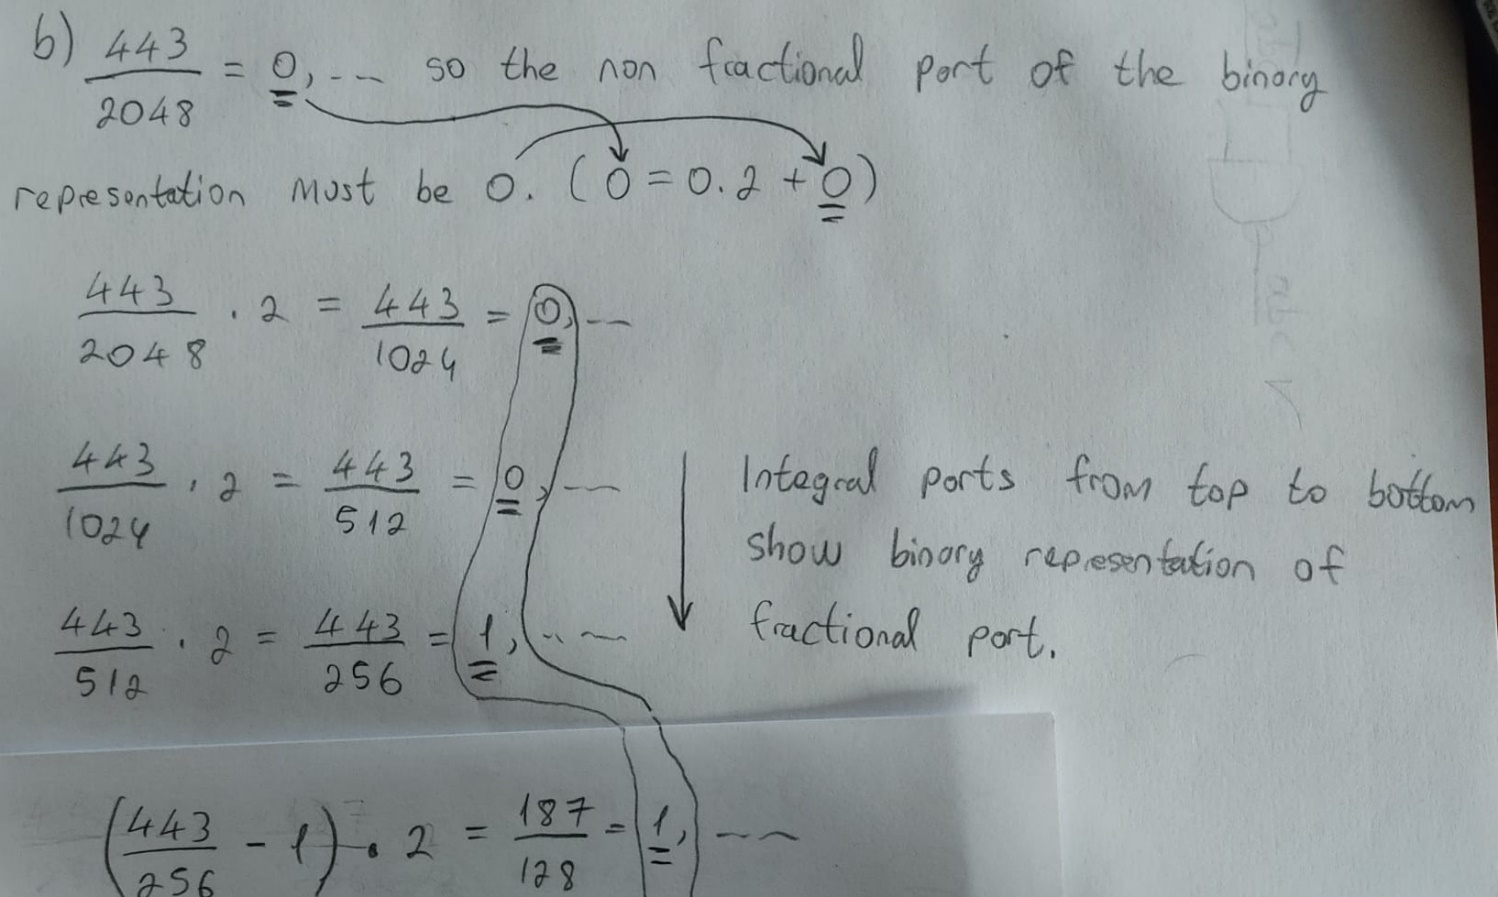 b) 443/2048 = 0, --- so the non fractional part of the binary
representation must be 0. (0 = 0.2 + 0)
443/2048 . 2 = 443/1024 = 0, ---
443/1024 . 2 = 443/512 = 0, --- Integral parts from top to bottom
show binary representation of
443/512 . 2 = 443/256 = 1, --- fractional part.
(443/256 - 1) . 2 = 187/128 = 1, ---